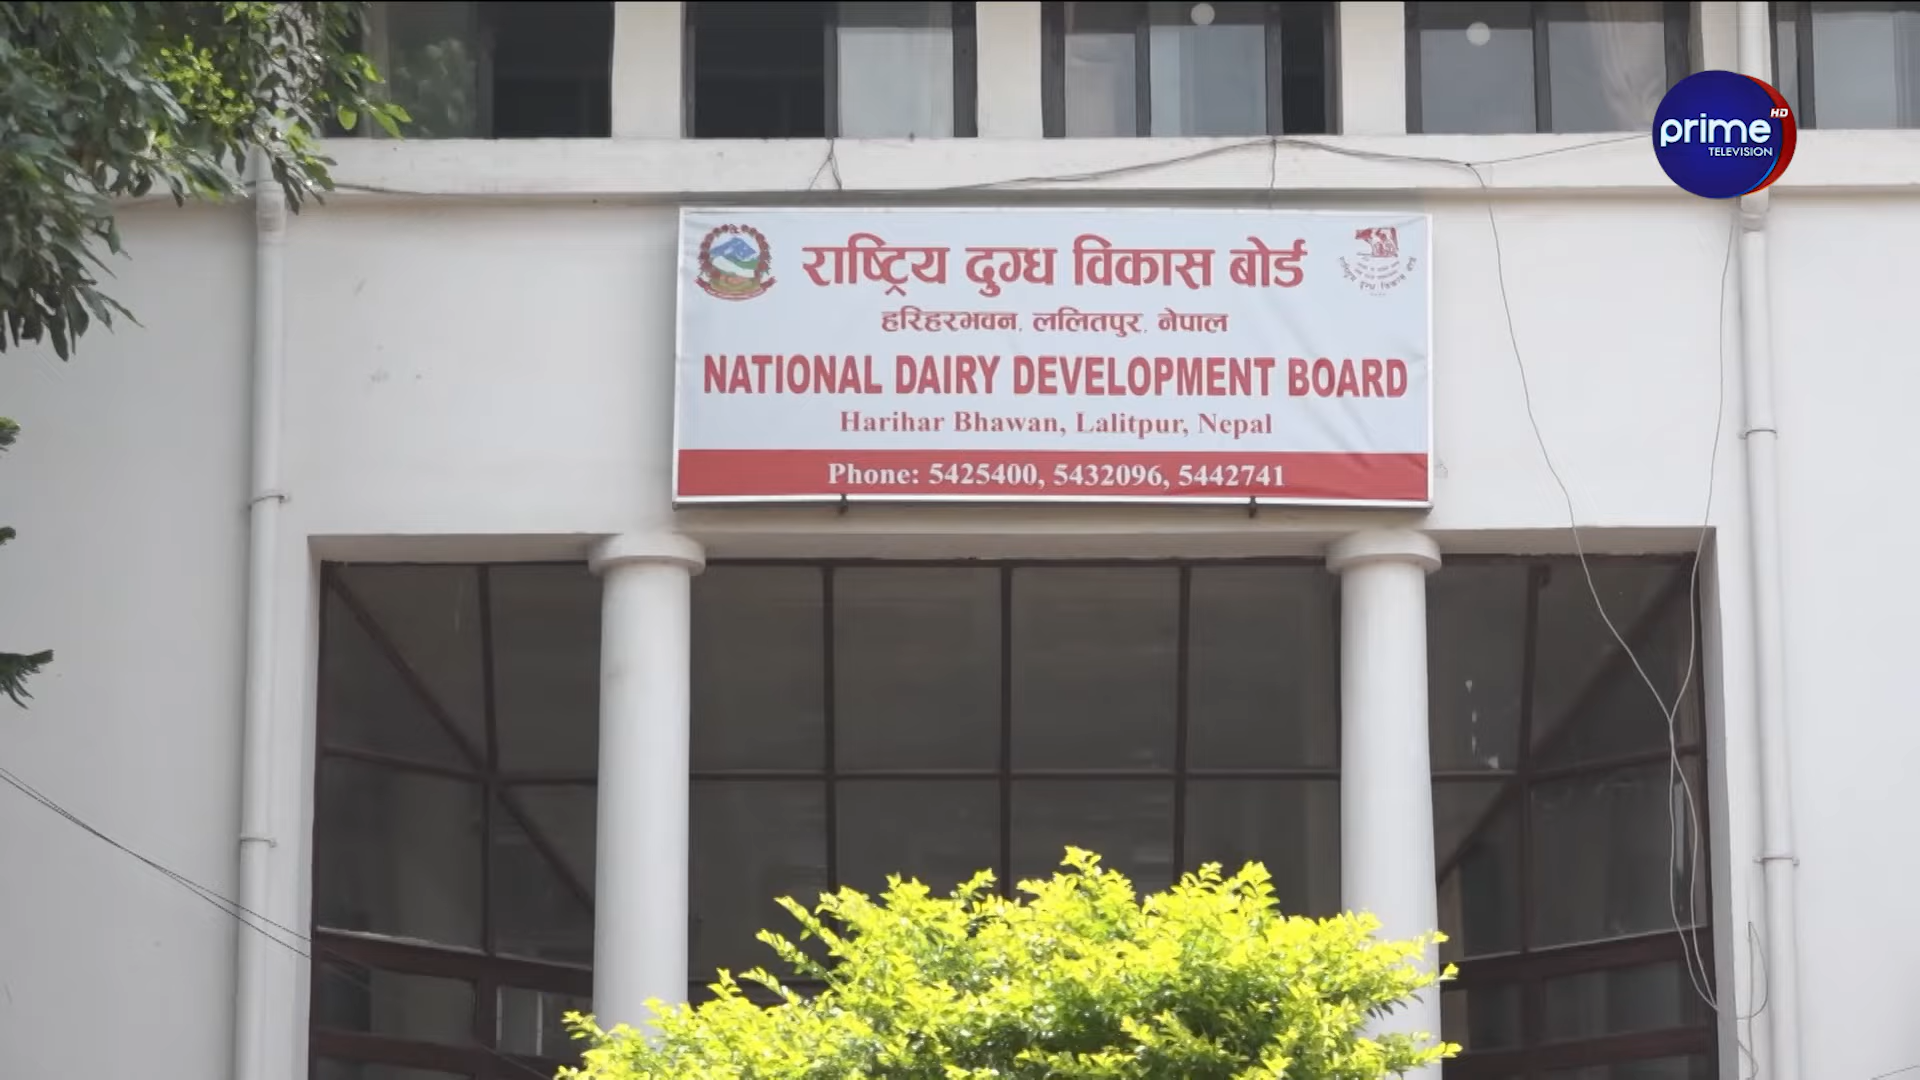 राष्ट्रिय दुग्ध विकास बोर्ड
हरिहरभवन, ललितपुर, नेपाल
NATIONAL DAIRY DEVELOPMENT BOARD
Harihar Bhawan, Lalitpur, Nepal
Phone: 5425400, 5432096, 5442741
prime HD
TELEVISION